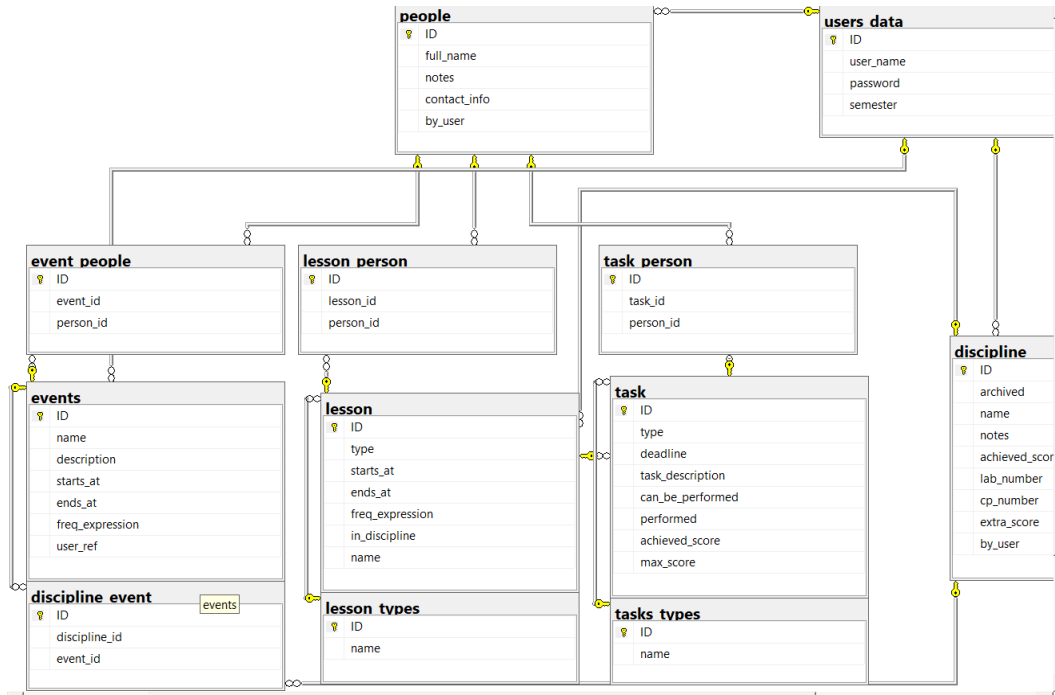 people
ID
full_name
notes
contact_info
by_user
users_data
ID
user_name
password
semester
event_people
ID
event_id
person_id
lesson_person
ID
lesson_id
person_id
task_person
ID
task_id
person_id
events
ID
name
description
starts_at
ends_at
freq_expression
user_ref
lesson
ID
type
starts_at
ends_at
freq_expression
in_discipline
name
task
ID
type
deadline
task_description
can_be_performed
performed
achieved_score
max_score
discipline
ID
archived
name
notes
achieved_scor
lab_number
cp_number
extra_score
by_user
discipline_event
ID
discipline_id
event_id
events
lesson_types
ID
name
tasks_types
ID
name